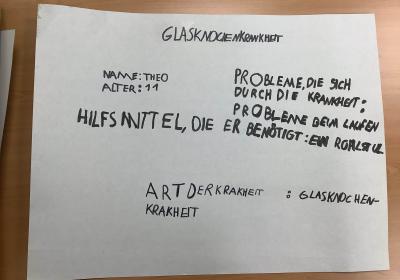 GLASKNOCHENKRANKHEIT
NAME: THEO
ALTER: 11
PROBLEME, DIE SICH
DURCH DIE KRANKHEIT:
PROBLEME BEIM LAUFEN
HILFSMITTEL, DIE ER BENÖTIGT: EIN ROLLSTUL
ART DER KRAKHEIT : GLASKNOCHEN-
KRAKHEIT